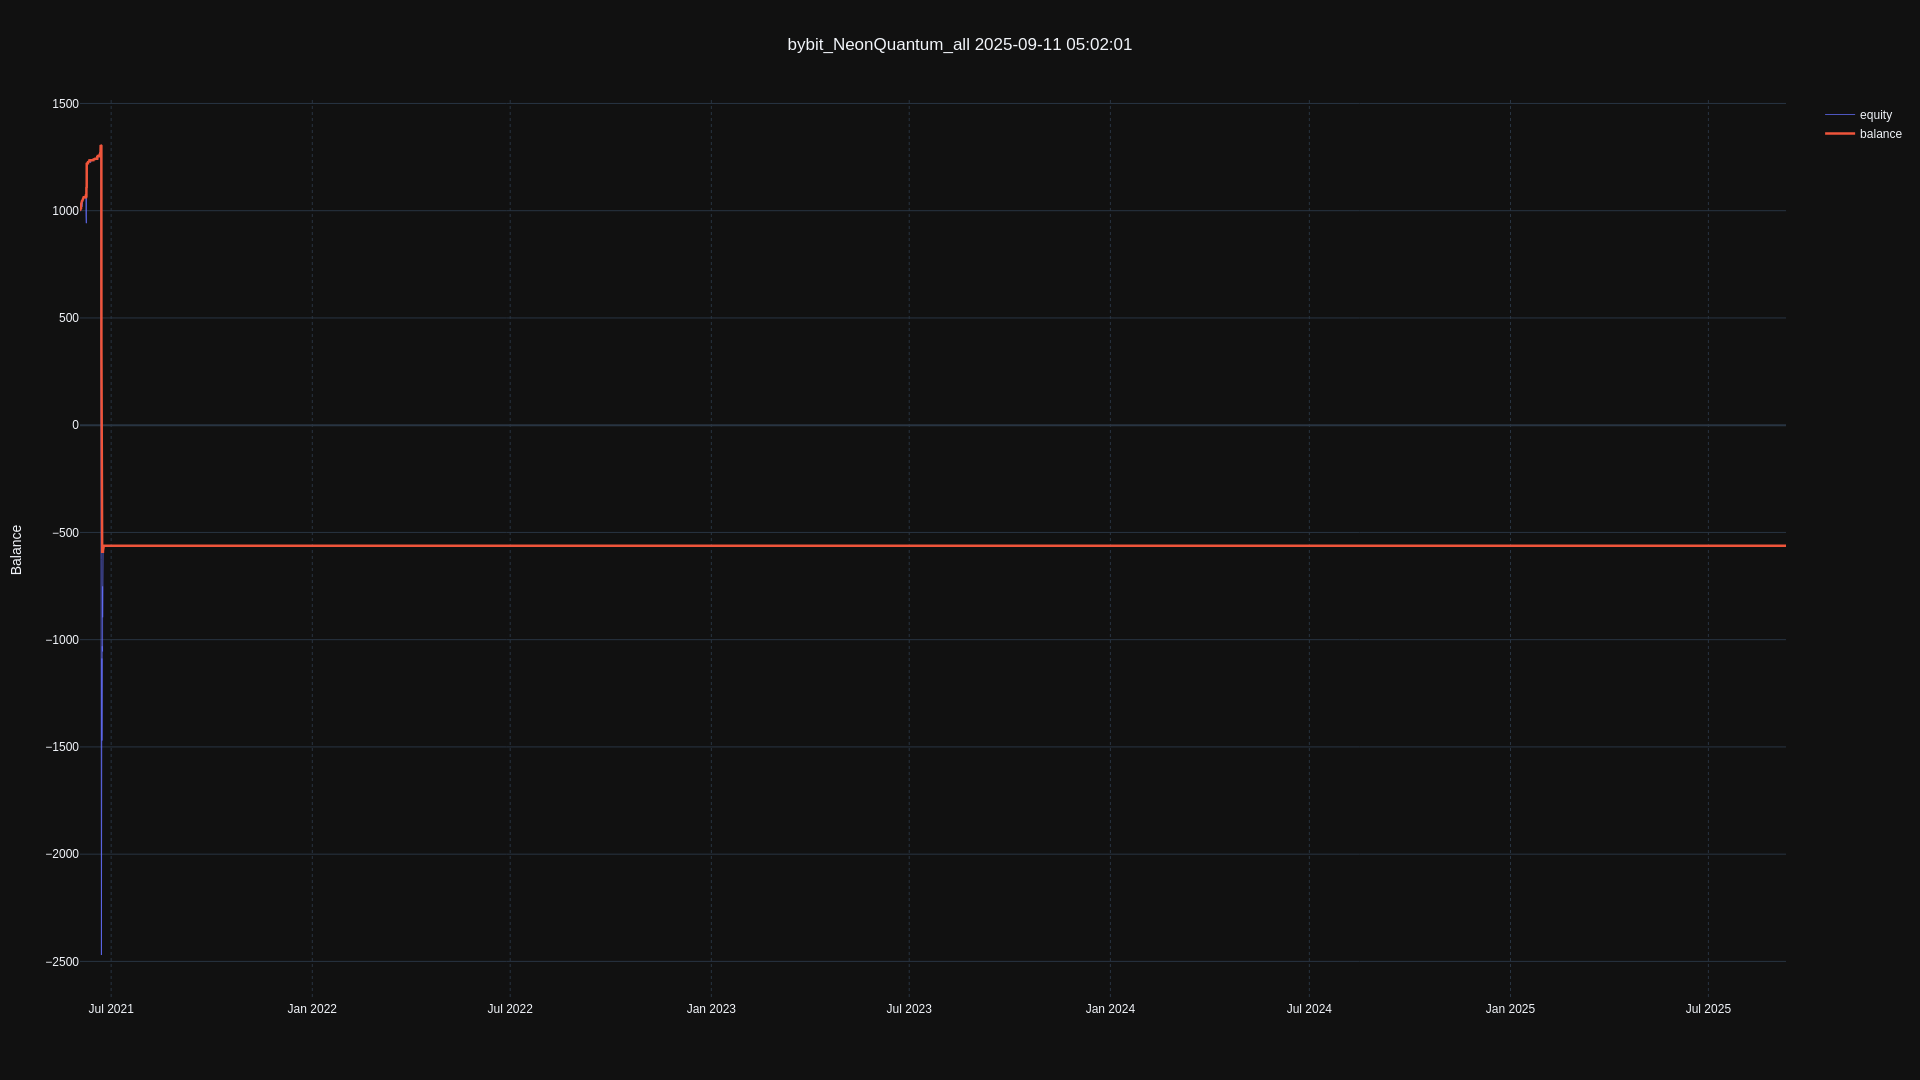 bybit_NeonQuantum_all 2025-09-11 05:02:01
equity
balance
1500
1000
500
0
−500
−1000
−1500
−2000
−2500
Balance
Jul 2021
Jan 2022
Jul 2022
Jan 2023
Jul 2023
Jan 2024
Jul 2024
Jan 2025
Jul 2025